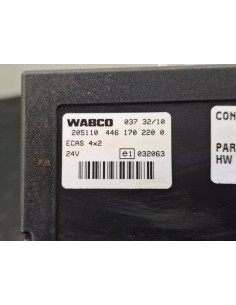 WABCO 037 32/10
205110 446 170 220 0
ECAS 4x2
24V e1 032063
COM
PAR
HW